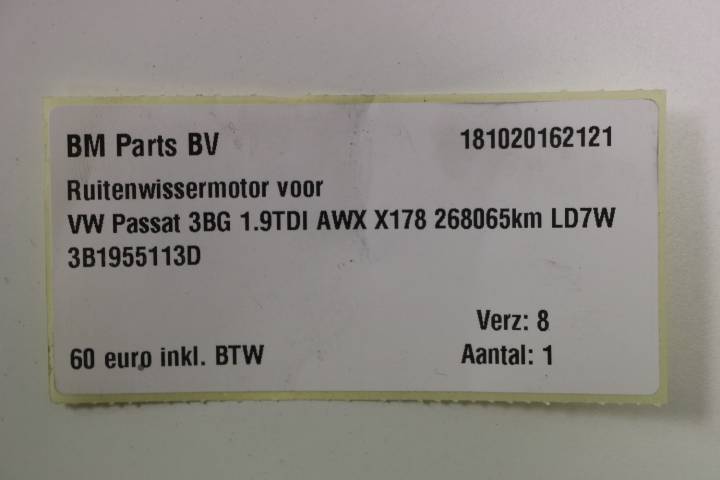 BM Parts BV 181020162121
Ruitenwissermotor voor
VW Passat 3BG 1.9TDI AWX X178 268065km LD7W
3B1955113D
Verz: 8
60 euro inkl. BTW Aantal: 1